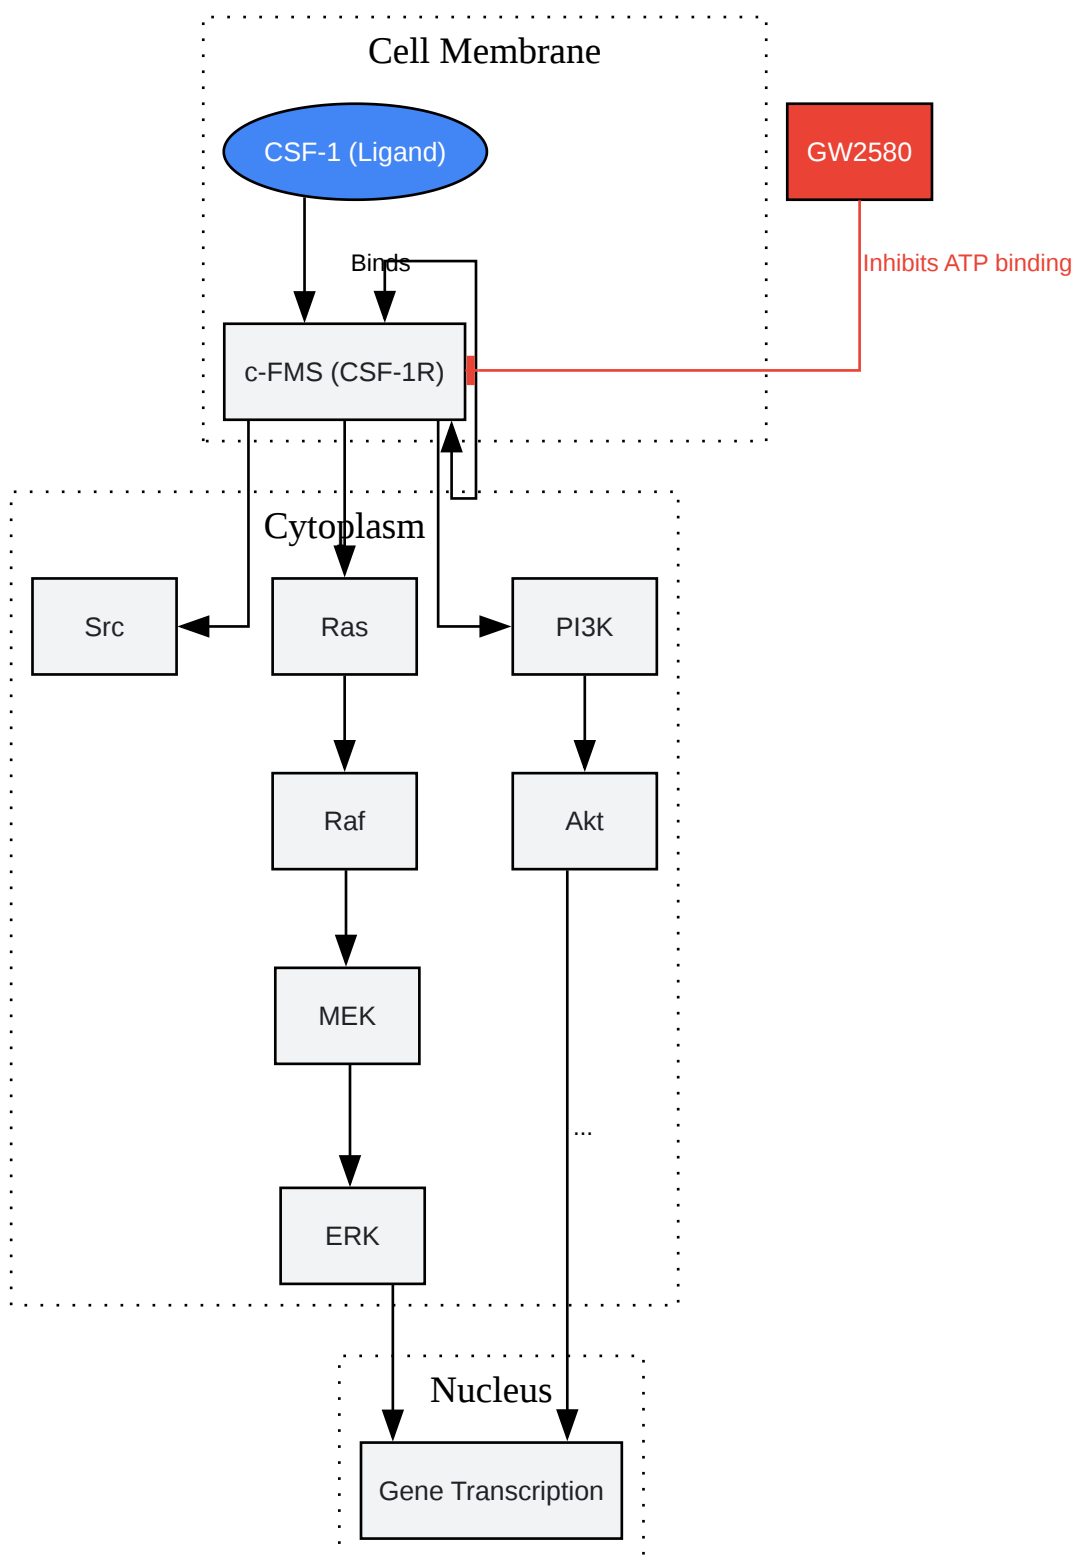 Cell Membrane
CSF-1 (Ligand)
GW2580
Binds
Inhibits ATP binding
c-FMS (CSF-1R)
Cytoplasm
Src
Ras
PI3K
Raf
Akt
MEK
...
ERK
Nucleus
Gene Transcription